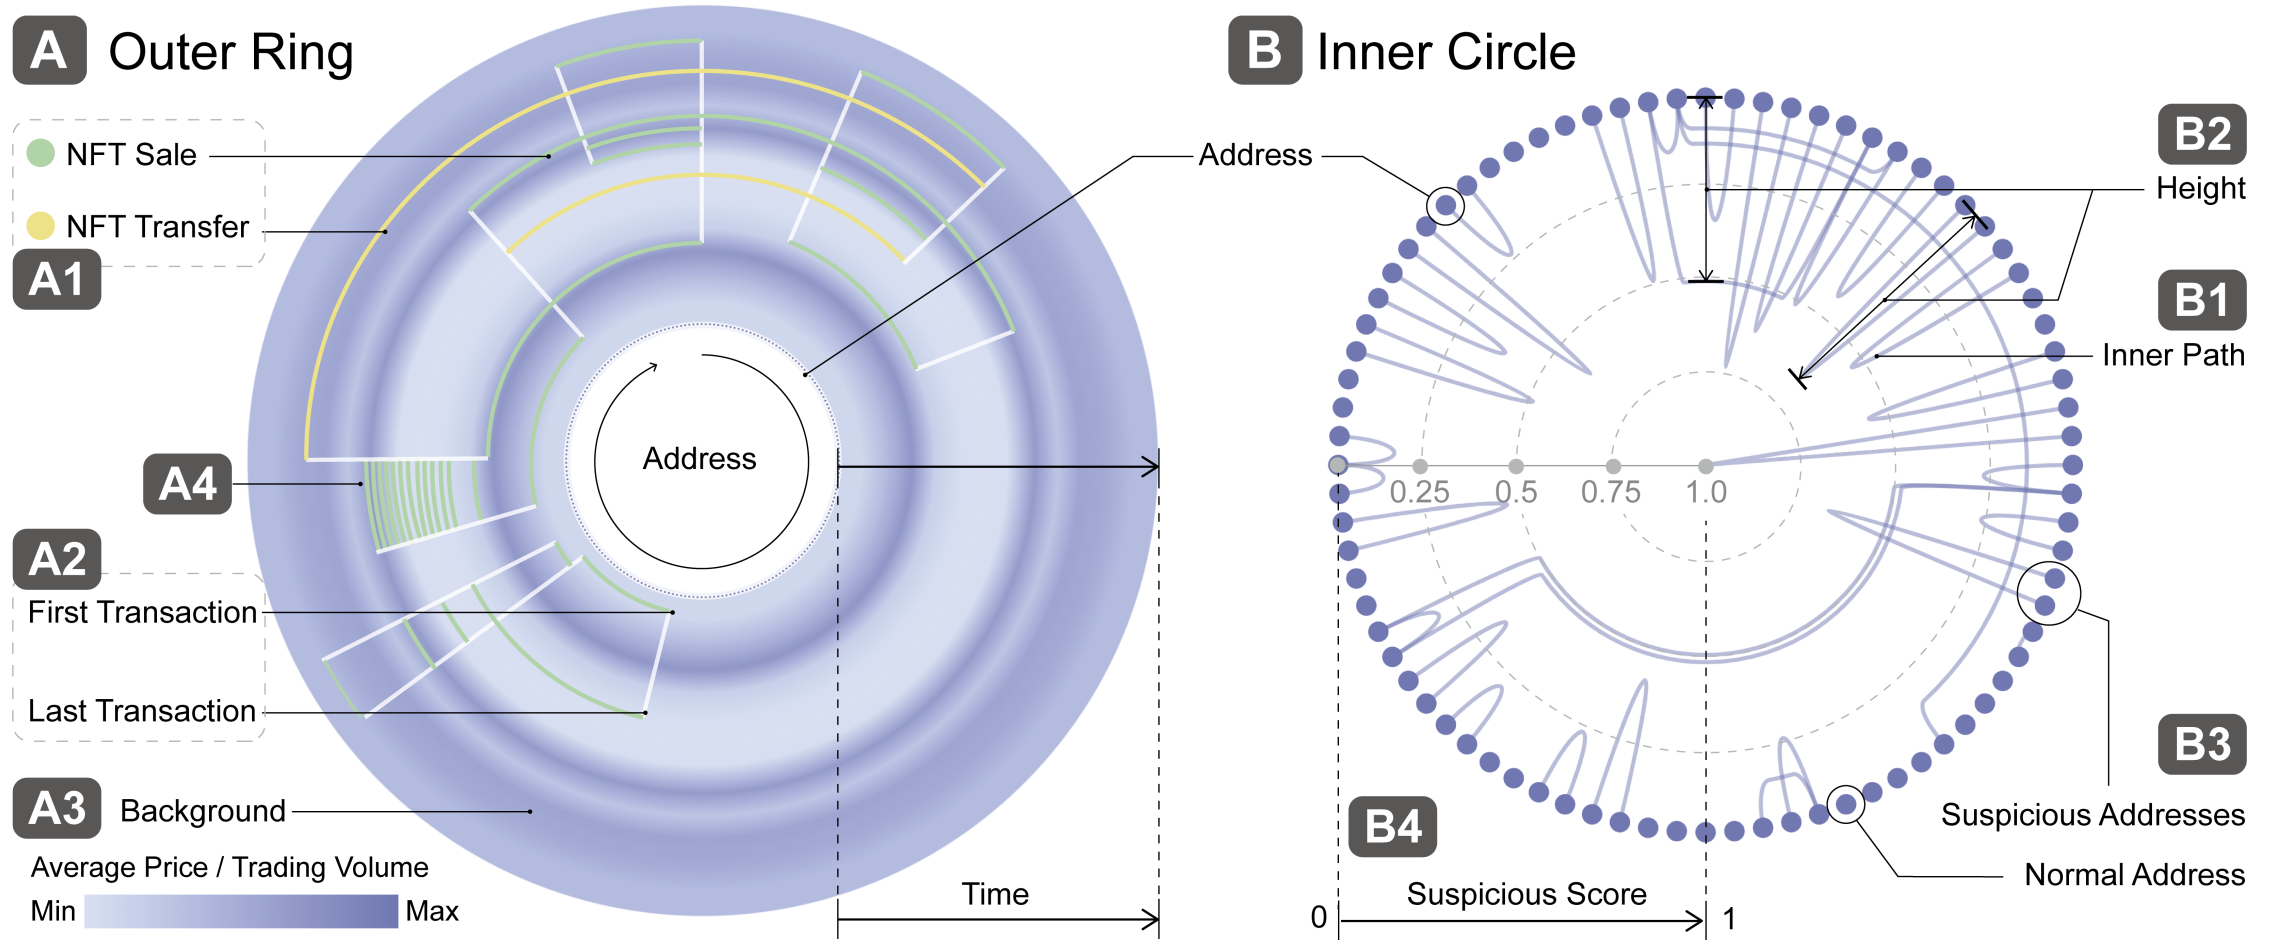 A Outer Ring
NFT Sale
NFT Transfer
A1
A4
A2
First Transaction
Last Transaction
A3 Background
Average Price / Trading Volume
Min Max
Address
Time
B Inner Circle
Address
B2
Height
B1
Inner Path
0.25 0.5 0.75 1.0
B3
Suspicious Addresses
Normal Address
B4
Suspicious Score
0 1